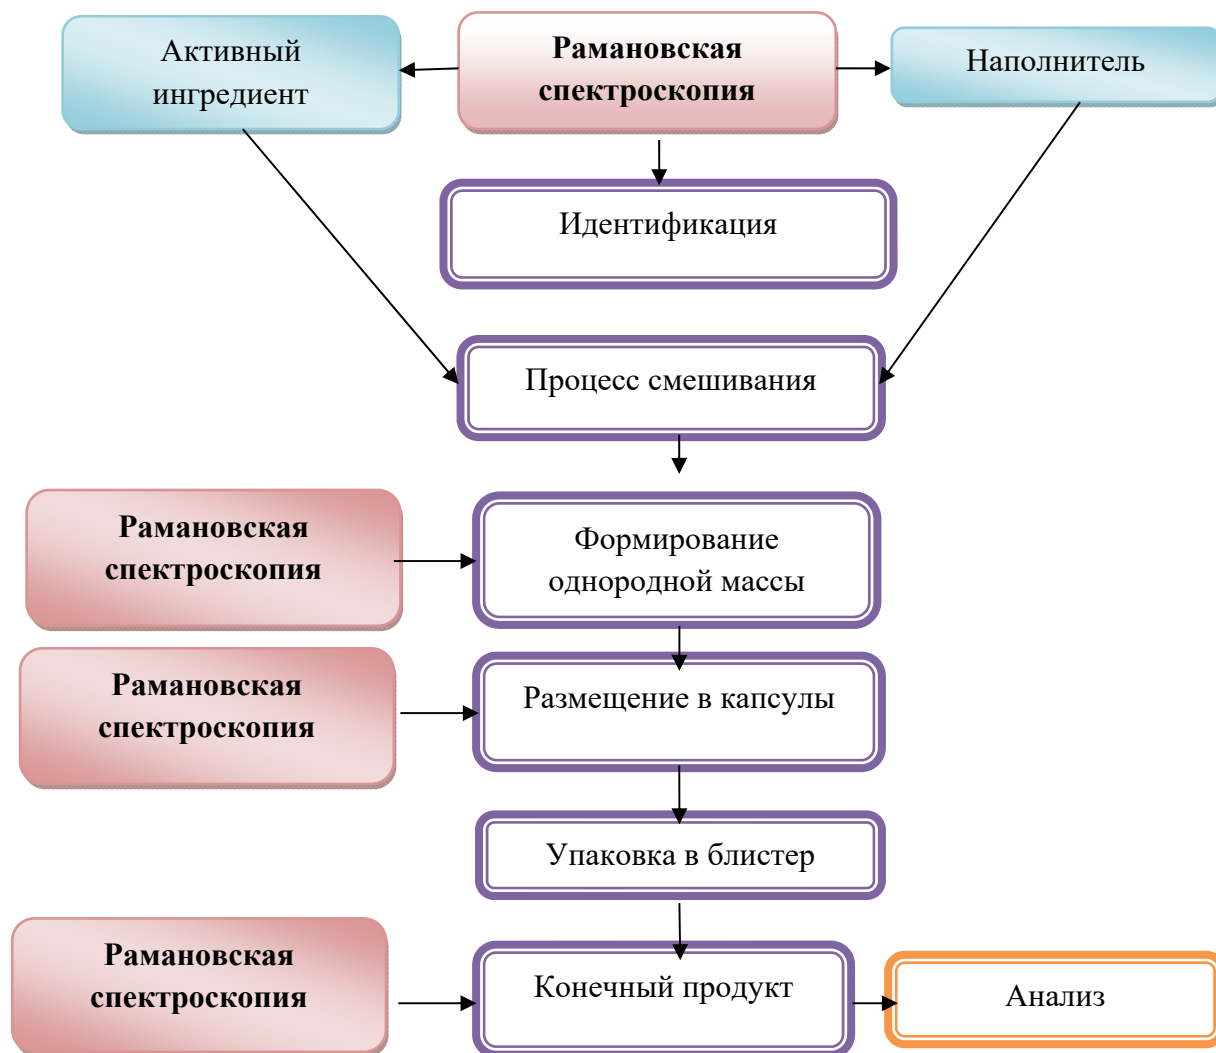 Активный
ингредиент
Рамановская
спектроскопия
Наполнитель
Идентификация
Процесс смешивания
Рамановская
спектроскопия
Формирование
однородной массы
Рамановская
спектроскопия
Размещение в капсулы
Упаковка в блистер
Рамановская
спектроскопия
Конечный продукт
Анализ